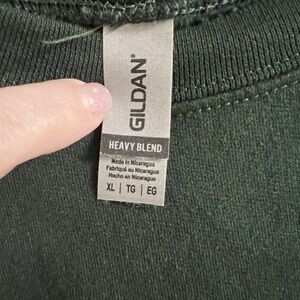 GILDAN®
HEAVY BLEND
Made in Nicaragua
Fabriqué au Nicaragua
Hecho en Nicaragua
XL | TG | EG